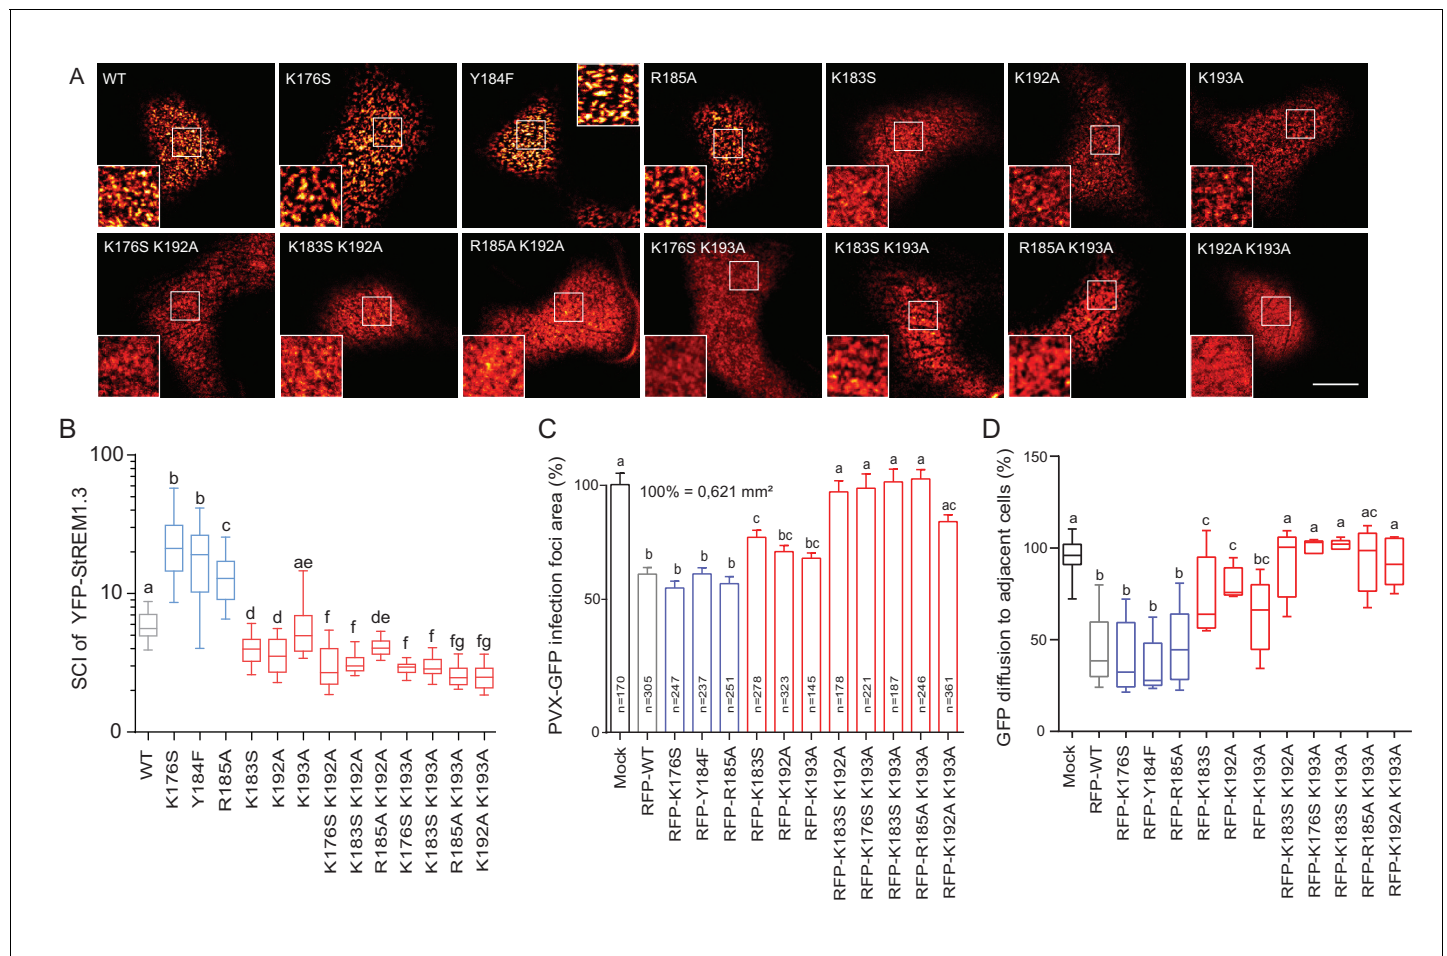 A
WT
K176S
Y184F
R185A
K183S
K192A
K193A
K176S K192A
K183S K192A
R185A K192A
K176S K193A
K183S K193A
R185A K193A
K192A K193A
B
SCI of YFP-StREM1.3
100
10
0
a
b
b
c
d
d
ae
f
f
de
f
f
fg
fg
WT
K176S
Y184F
R185A
K183S
K192A
K193A
K176S K192A
K183S K192A
R185A K192A
K176S K193A
K183S K193A
R185A K193A
K192A K193A
C
PVX-GFP infection foci area (%)
100
50
0
100% = 0,621 mm²
a
b
b
b
b
c
bc
bc
a
a
a
a
ac
n=170
n=305
n=247
n=237
n=251
n=278
n=323
n=145
n=178
n=221
n=187
n=246
n=361
Mock
RFP-WT
RFP-K176S
RFP-Y184F
RFP-R185A
RFP-K183S
RFP-K192A
RFP-K193A
RFP-K183S K192A
RFP-K176S K193A
RFP-K183S K193A
RFP-R185A K193A
RFP-K192A K193A
D
GFP diffusion to adjacent cells (%)
150
100
50
0
a
b
b
b
b
c
c
bc
a
a
a
ac
a
Mock
RFP-WT
RFP-K176S
RFP-Y184F
RFP-R185A
RFP-K183S
RFP-K192A
RFP-K193A
RFP-K183S K192A
RFP-K176S K193A
RFP-K183S K193A
RFP-R185A K193A
RFP-K192A K193A